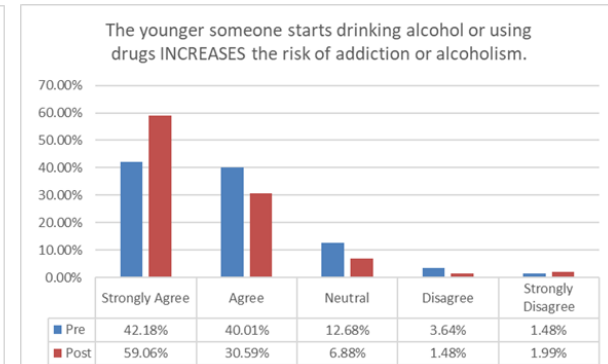 The younger someone starts drinking alcohol or using
drugs INCREASES the risk of addiction or alcoholism.
70.00%
60.00%
50.00%
40.00%
30.00%
20.00%
10.00%
0.00%
Strongly Agree Agree Neutral Disagree Strongly
Disagree
Pre 42.18% 40.01% 12.68% 3.64% 1.48%
Post 59.06% 30.59% 6.88% 1.48% 1.99%